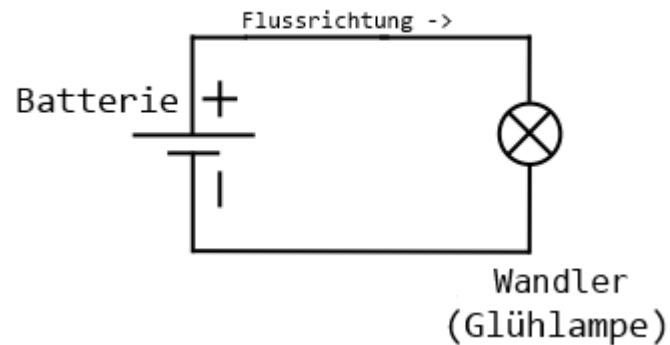 Flussrichtung ->
Batterie +
–
Wandler
(Glühlampe)